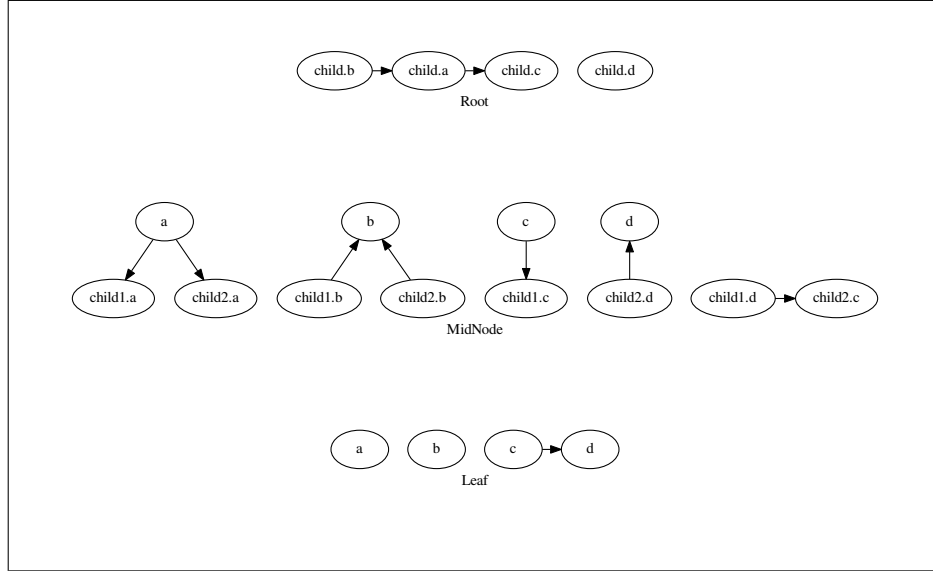 child.b child.a child.c child.d
Root
a b c d
child1.a child2.a child1.b child2.b child1.c child2.d child1.d child2.c
MidNode
a b c d
Leaf